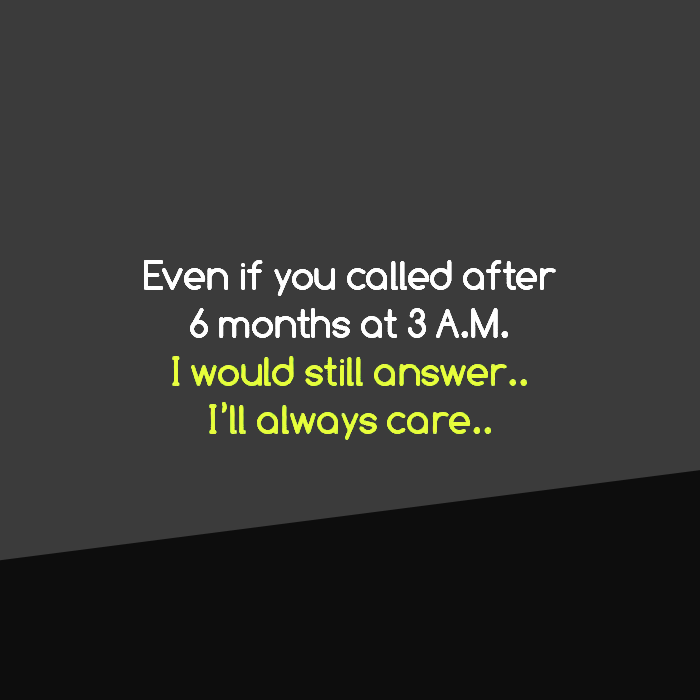 Even if you called after
6 months at 3 A.M.
I would still answer..
I'll always care..